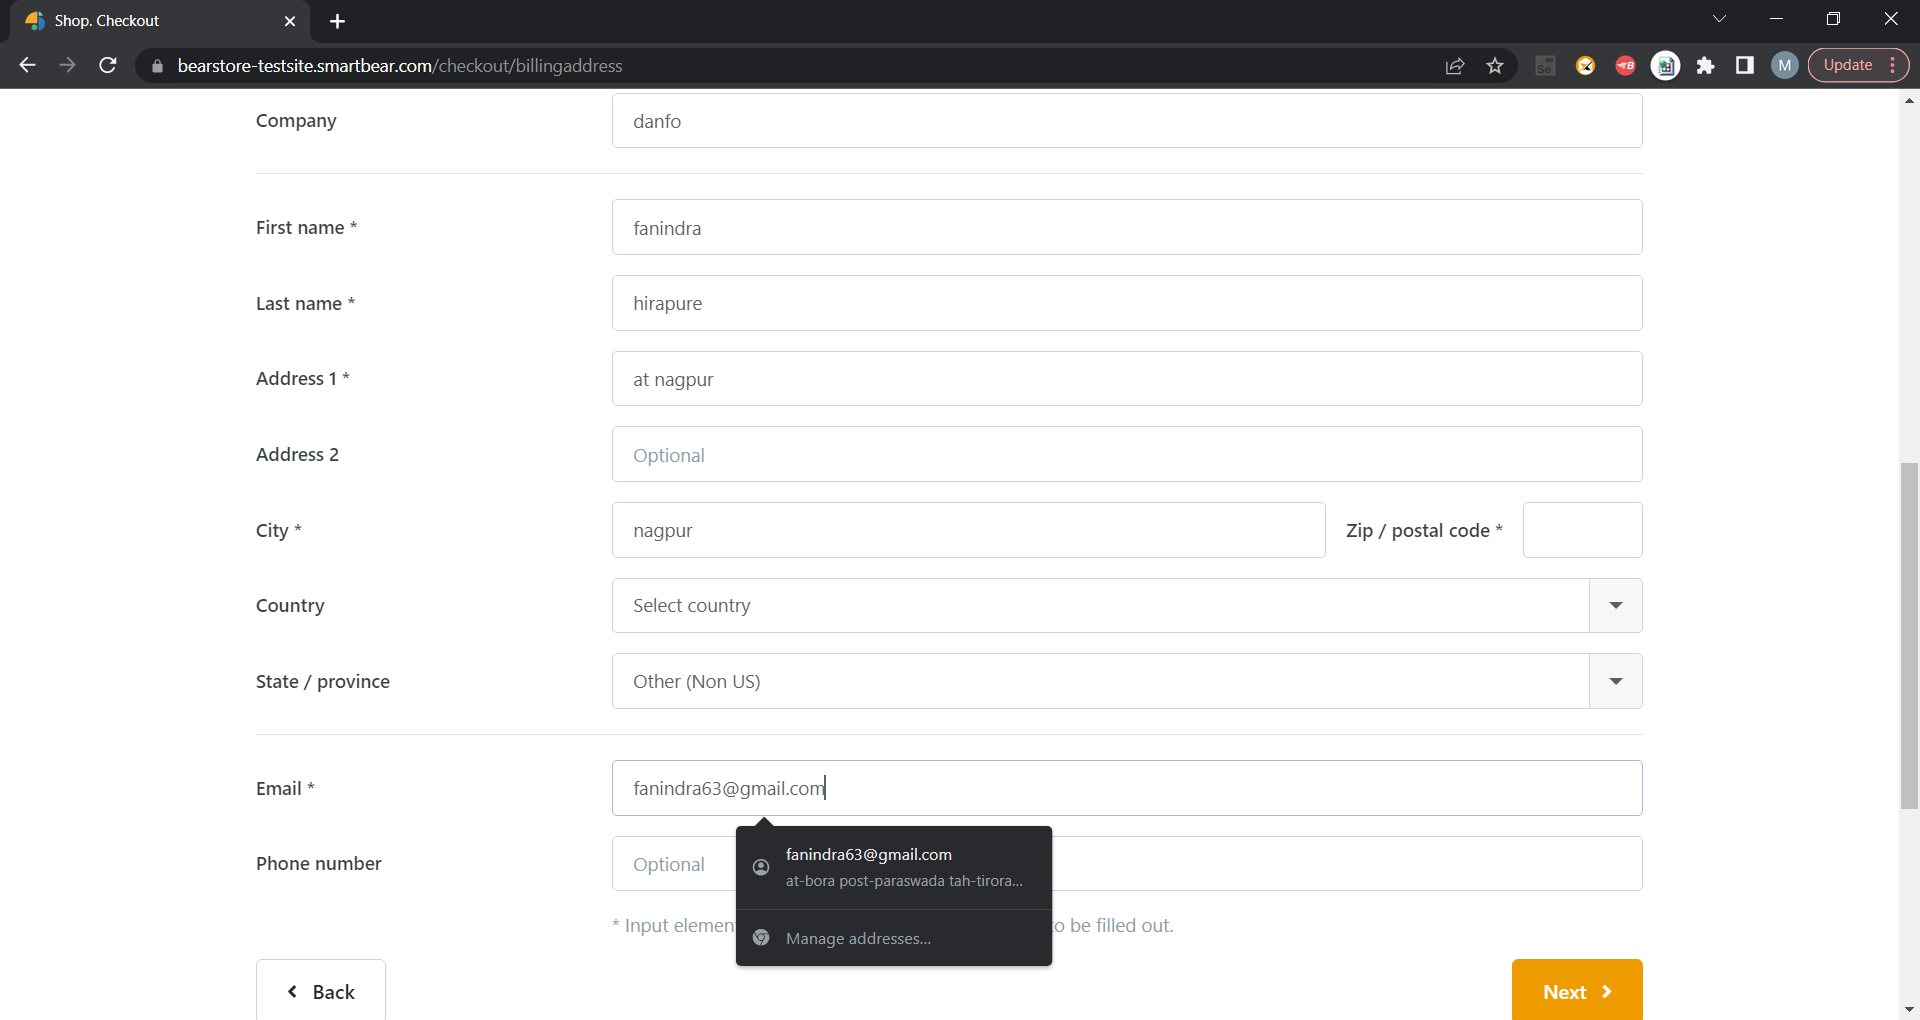 Shop. Checkout
bearstore-testsite.smartbear.com/checkout/billingaddress
Se
B
M
Update
Company
danfo
First name *
fanindra
Last name *
hirapure
Address 1 *
at nagpur
Address 2
Optional
City *
nagpur
Zip / postal code *
Country
Select country
State / province
Other (Non US)
Email *
fanindra63@gmail.com
fanindra63@gmail.com
at-bora post-paraswada tah-tirora...
Manage addresses...
Phone number
Optional
* Input to be filled out.
Back
Next